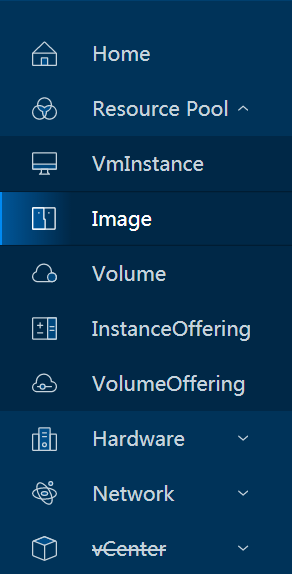 Home
Resource Pool
VmInstance
Image
Volume
InstanceOffering
VolumeOffering
Hardware
Network
vCenter